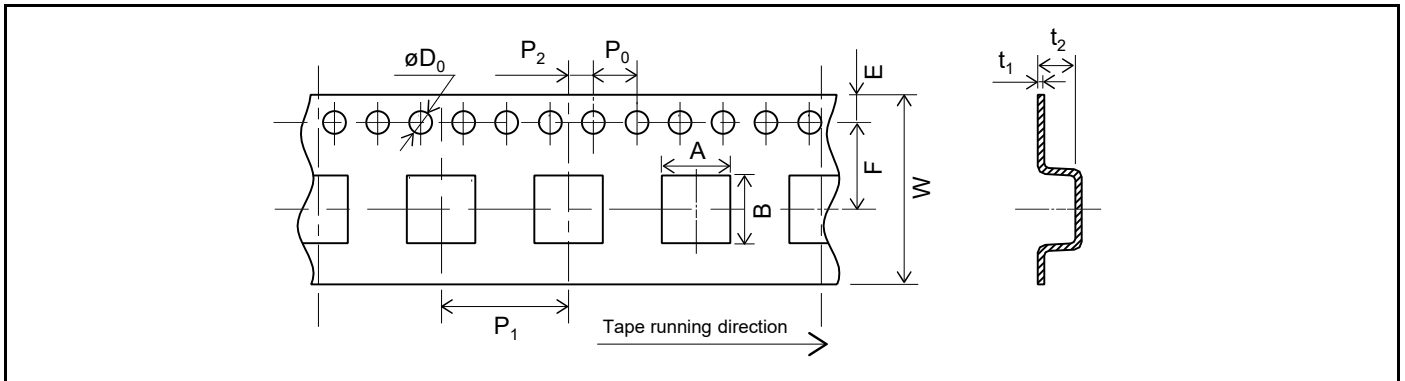 øD₀
P₂
P₀
E
t₁
t₂
A
B
F
W
P₁
Tape running direction